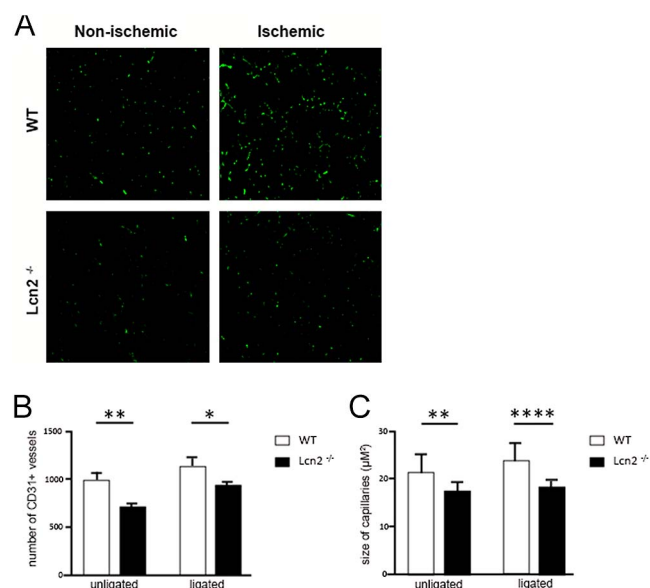 A
Non-ischemic Ischemic
WT
Lcn2 -/-
B
** *
1500
1000
500
0
number of CD31+ vessels
unligated ligated
WT
Lcn2 -/-
C
** ****
30
20
10
0
size of capillaries (µM²)
unligated ligated
WT
Lcn2 -/-